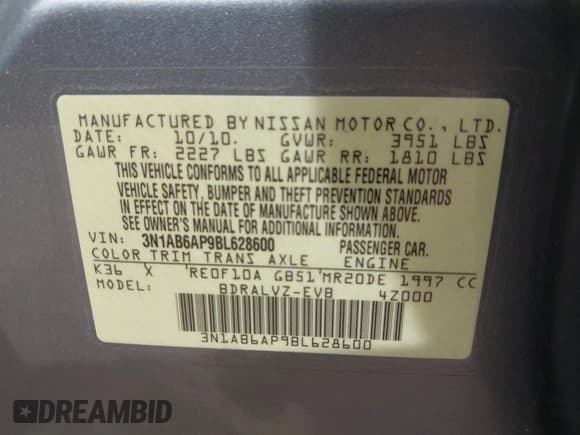 MANUFACTURED BY NISSAN MOTOR CO., LTD.
DATE: 10/10. GVWR: 3951 LBS
GAWR FR: 2227 LBS GAWR RR: 1810 LBS
THIS VEHICLE CONFORMS TO ALL APPLICABLE FEDERAL MOTOR
VEHICLE SAFETY, BUMPER AND THEFT PREVENTION STANDARDS
IN EFFECT ON THE DATE OF MANUFACTURE SHOWN ABOVE.
SEE OWNER'S MANUAL FOR ADDITIONAL INFORMATION.
VIN: 3N1AB6AP9BL628600 PASSENGER CAR.
COLOR TRIM TRANS AXLE ENGINE
K36 X 'RE0F10A GB51'MR20DE 1997 CC
MODEL: BDRALVZ-EVB 4Z000
3N1AB6AP9BL628600
DREAMBID